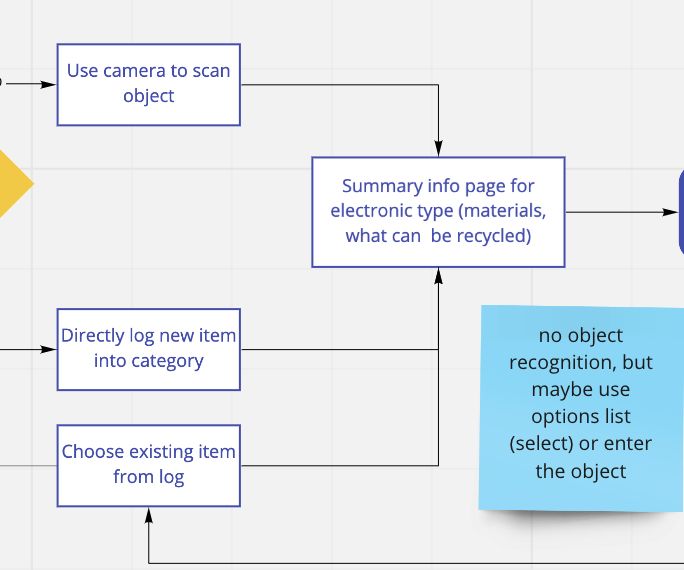 Use camera to scan
object
Summary info page for
electronic type (materials,
what can be recycled)
Directly log new item
into category
Choose existing item
from log
no object
recognition, but
maybe use
options list
(select) or enter
the object